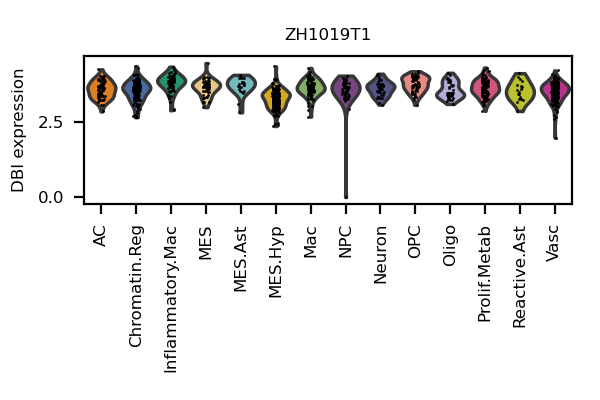 ZH1019T1
DBI expression
2.5
0.0
AC
Chromatin.Reg
Inflammatory.Mac
MES
MES.Ast
MES.Hyp
Mac
NPC
Neuron
OPC
Oligo
Prolif.Metab
Reactive.Ast
Vasc